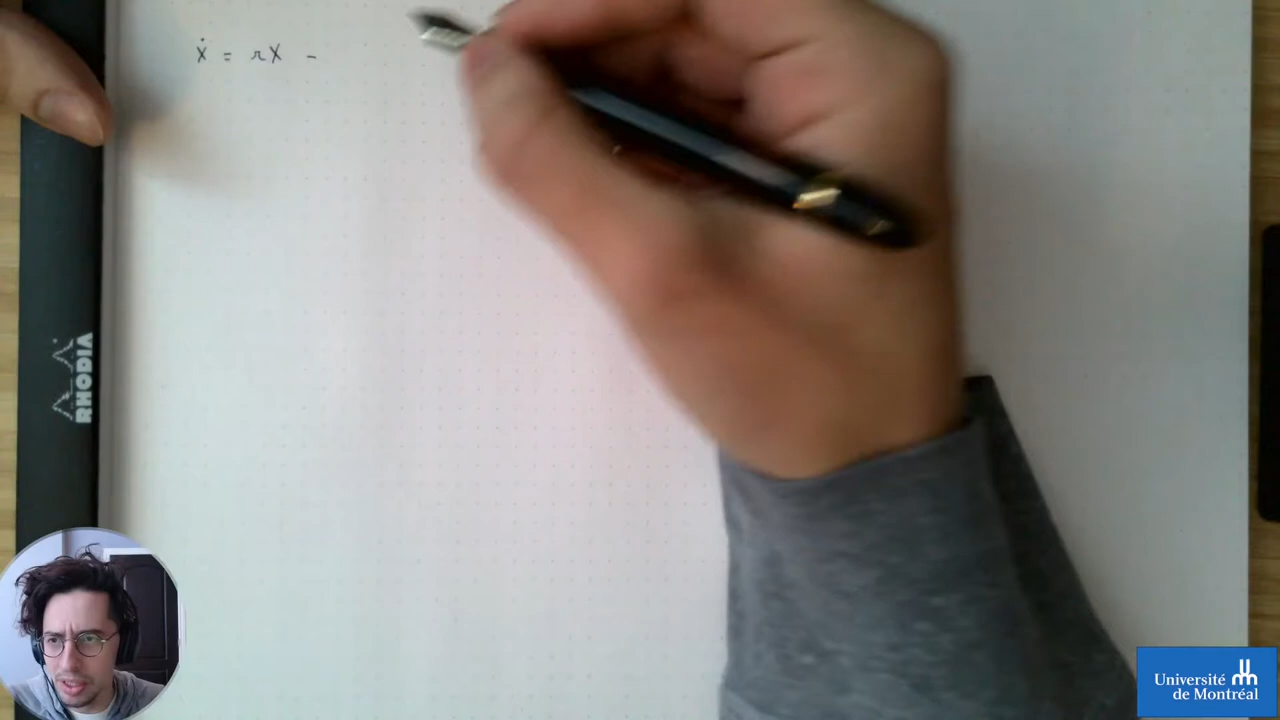 ẋ = rx -
RHODIA
Université
de Montréal